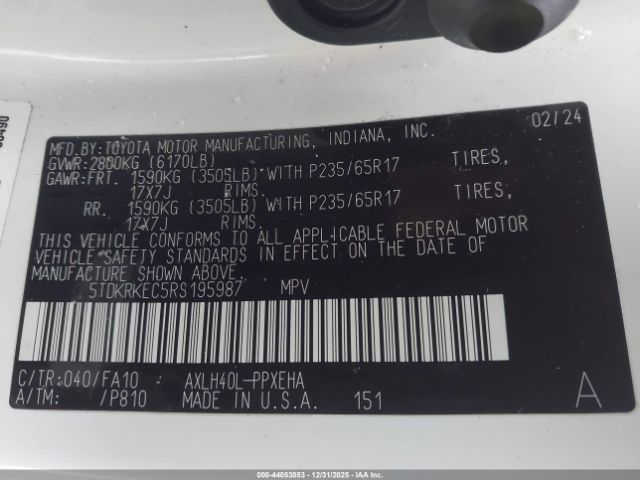 MFD. BY: TOYOTA MOTOR MANUFACTURING, INDIANA, INC. 02/24
GVWR: 2800KG (6170LB)
GAWR: FRT. 1590KG (3505LB) WITH P235/65R17 TIRES,
17X7J RIMS.
RR. 1590KG (3505LB) WITH P235/65R17 TIRES,
17X7J RIMS.
THIS VEHICLE CONFORMS TO ALL APPLICABLE FEDERAL MOTOR
VEHICLE SAFETY STANDARDS IN EFFECT ON THE DATE OF
MANUFACTURE SHOWN ABOVE.
5TDKRKEC5RS195987 MPV
C/TR: 040/FA10 AXLH40L-PPXEHA
A/TM: /P810 MADE IN U.S.A. 151 A
000-44053853 | 12/31/2025 - IAA, Inc.